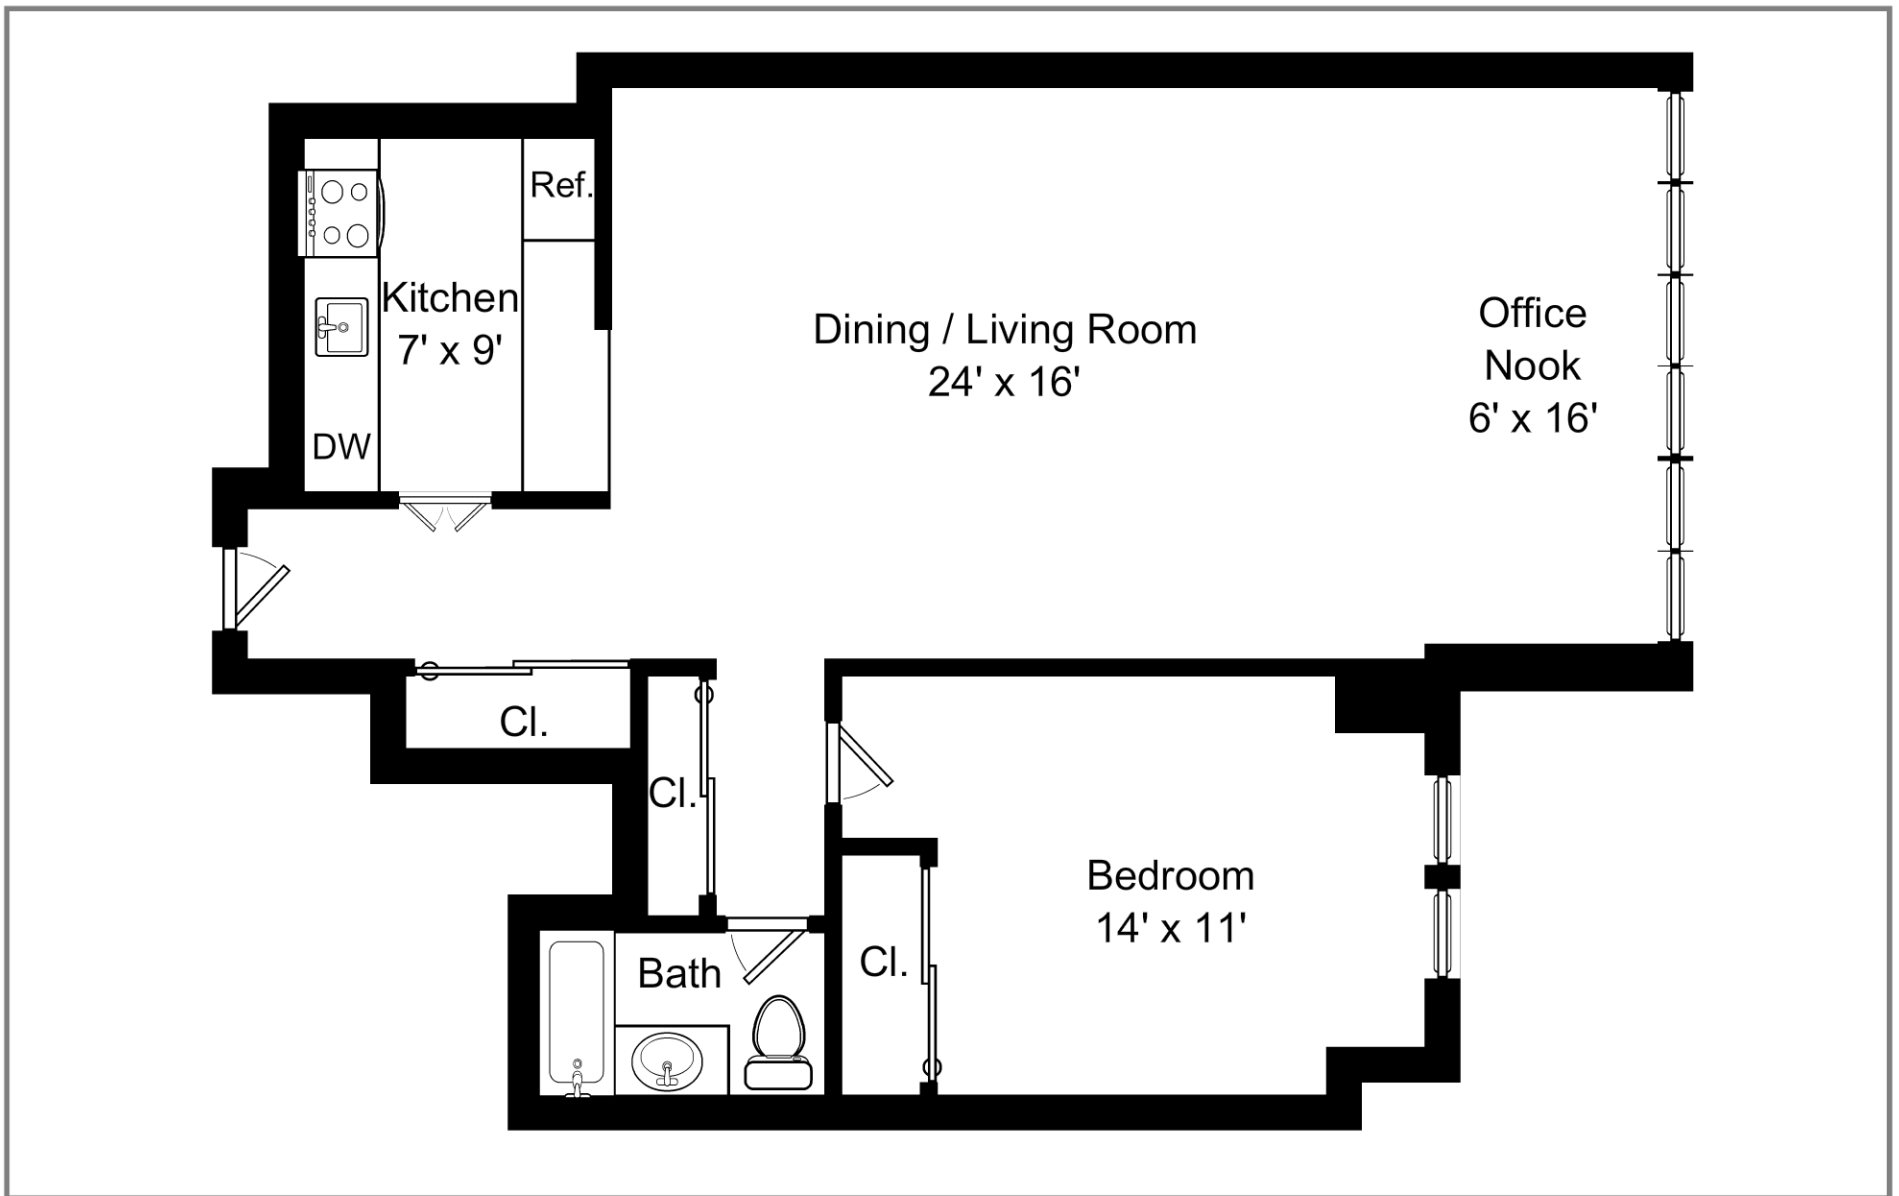 Ref.
Kitchen
7' x 9'
DW
Dining / Living Room
24' x 16'
Office
Nook
6' x 16'
Cl.
Cl.
Bedroom
14' x 11'
Cl.
Bath